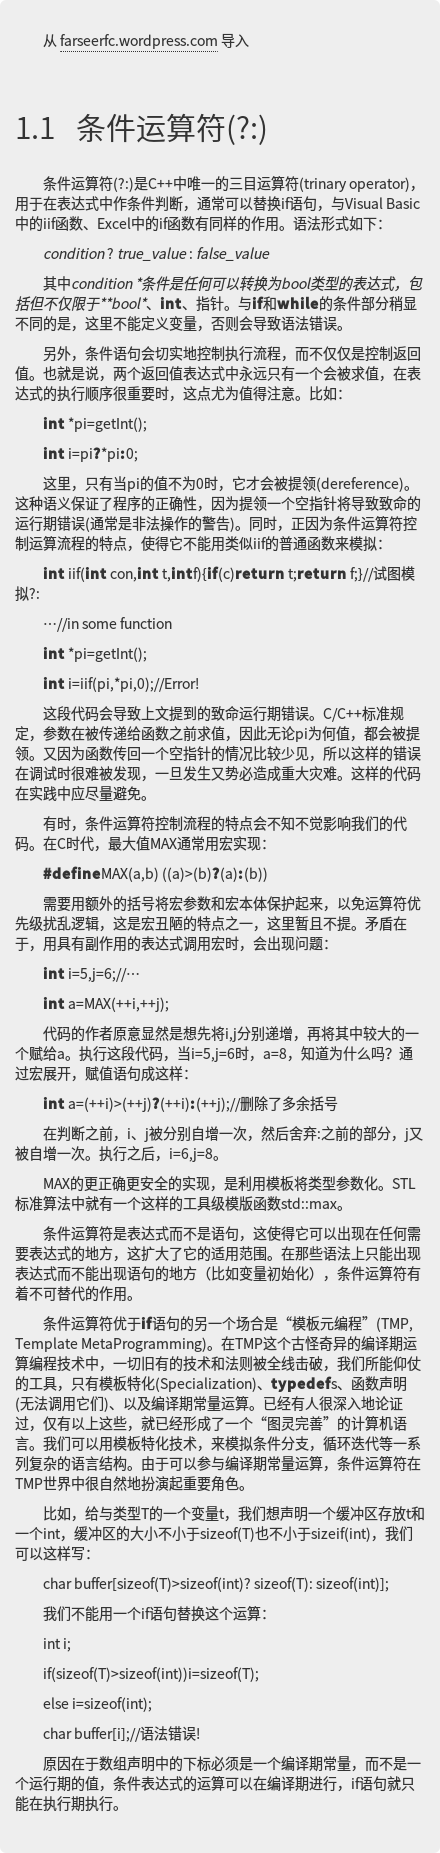 从 farseerfc.wordpress.com 导入
1.1 条件运算符(?:)
条件运算符(?:)是C++中唯一的三目运算符(trinary operator)，
用于在表达式中作条件判断，通常可以替换if语句，与Visual Basic
中的iif函数、Excel中的if函数有同样的作用。语法形式如下：
condition? true_value : false_value
其中condition *条件是任何可以转换为bool类型的表达式，包
括但不仅限于**bool*、int、指针。与if和while的条件部分稍显
不同的是，这里不能定义变量，否则会导致语法错误。
另外，条件语句会切实地控制执行流程，而不仅仅是控制返回
值。也就是说，两个返回值表达式中永远只有一个会被求值，在表
达式的执行顺序很重要时，这点尤为值得注意。比如：
int *pi=getInt();
int i=pi?*pi:0;
这里，只有当pi的值不为0时，它才会被提领(dereference)。
这种语义保证了程序的正确性，因为提领一个空指针将导致致命的
运行期错误(通常是非法操作的警告)。同时，正因为条件运算符控
制运算流程的特点，使得它不能用类似iif的普通函数来模拟：
int iif(int con,int t,intf){if(c)return t;return f;}//试图模
拟?:
…//in some function
int *pi=getInt();
int i=iif(pi,*pi,0);//Error!
这段代码会导致上文提到的致命运行期错误。C/C++标准规
定，参数在被传递给函数之前求值，因此无论pi为何值，都会被提
领。又因为函数传回一个空指针的情况比较少见，所以这样的错误
在调试时很难被发现，一旦发生又势必造成重大灾难。这样的代码
在实践中应尽量避免。
有时，条件运算符控制流程的特点会不知不觉影响我们的代
码。在C时代，最大值MAX通常用宏实现：
#defineMAX(a,b) ((a)>(b)?(a):(b))
需要用额外的括号将宏参数和宏本体保护起来，以免运算符优
先级扰乱逻辑，这是宏丑陋的特点之一，这里暂且不提。矛盾在
于，用具有副作用的表达式调用宏时，会出现问题：
int i=5,j=6;//…
int a=MAX(++i,++j);
代码的作者原意显然是想先将i,j分别递增，再将其中较大的一
个赋给a。执行这段代码，当i=5,j=6时，a=8，知道为什么吗？通
过宏展开，赋值语句成这样：
int a=(++i)>(++j)?(++i):(++j);//删除了多余括号
在判断之前，i、j被分别自增一次，然后舍弃:之前的部分，j又
被自增一次。执行之后，i=6,j=8。
MAX的更正确更安全的实现，是利用模板将类型参数化。STL
标准算法中就有一个这样的工具级模版函数std::max。
条件运算符是表达式而不是语句，这使得它可以出现在任何需
要表达式的地方，这扩大了它的适用范围。在那些语法上只能出现
表达式而不能出现语句的地方（比如变量初始化），条件运算符有
着不可替代的作用。
条件运算符优于if语句的另一个场合是“模板元编程”(TMP,
Template MetaProgramming)。在TMP这个古怪奇异的编译期运
算编程技术中，一切旧有的技术和法则被全线击破，我们所能仰仗
的工具，只有模板特化(Specialization)、typedefs、函数声明
(无法调用它们)、以及编译期常量运算。已经有人很深入地论证
过，仅有以上这些，就已经形成了一个“图灵完善”的计算机语
言。我们可以用模板特化技术，来模拟条件分支，循环迭代等一系
列复杂的语言结构。由于可以参与编译期常量运算，条件运算符在
TMP世界中很自然地扮演起重要角色。
比如，给与类型T的一个变量t，我们想声明一个缓冲区存放t和
一个int，缓冲区的大小不小于sizeof(T)也不小于sizeif(int)，我们
可以这样写：
char buffer[sizeof(T)>sizeof(int)? sizeof(T): sizeof(int)];
我们不能用一个if语句替换这个运算：
int i;
if(sizeof(T)>sizeof(int))i=sizeof(T);
else i=sizeof(int);
char buffer[i];//语法错误!
原因在于数组声明中的下标必须是一个编译期常量，而不是一
个运行期的值，条件表达式的运算可以在编译期进行，if语句就只
能在执行期执行。